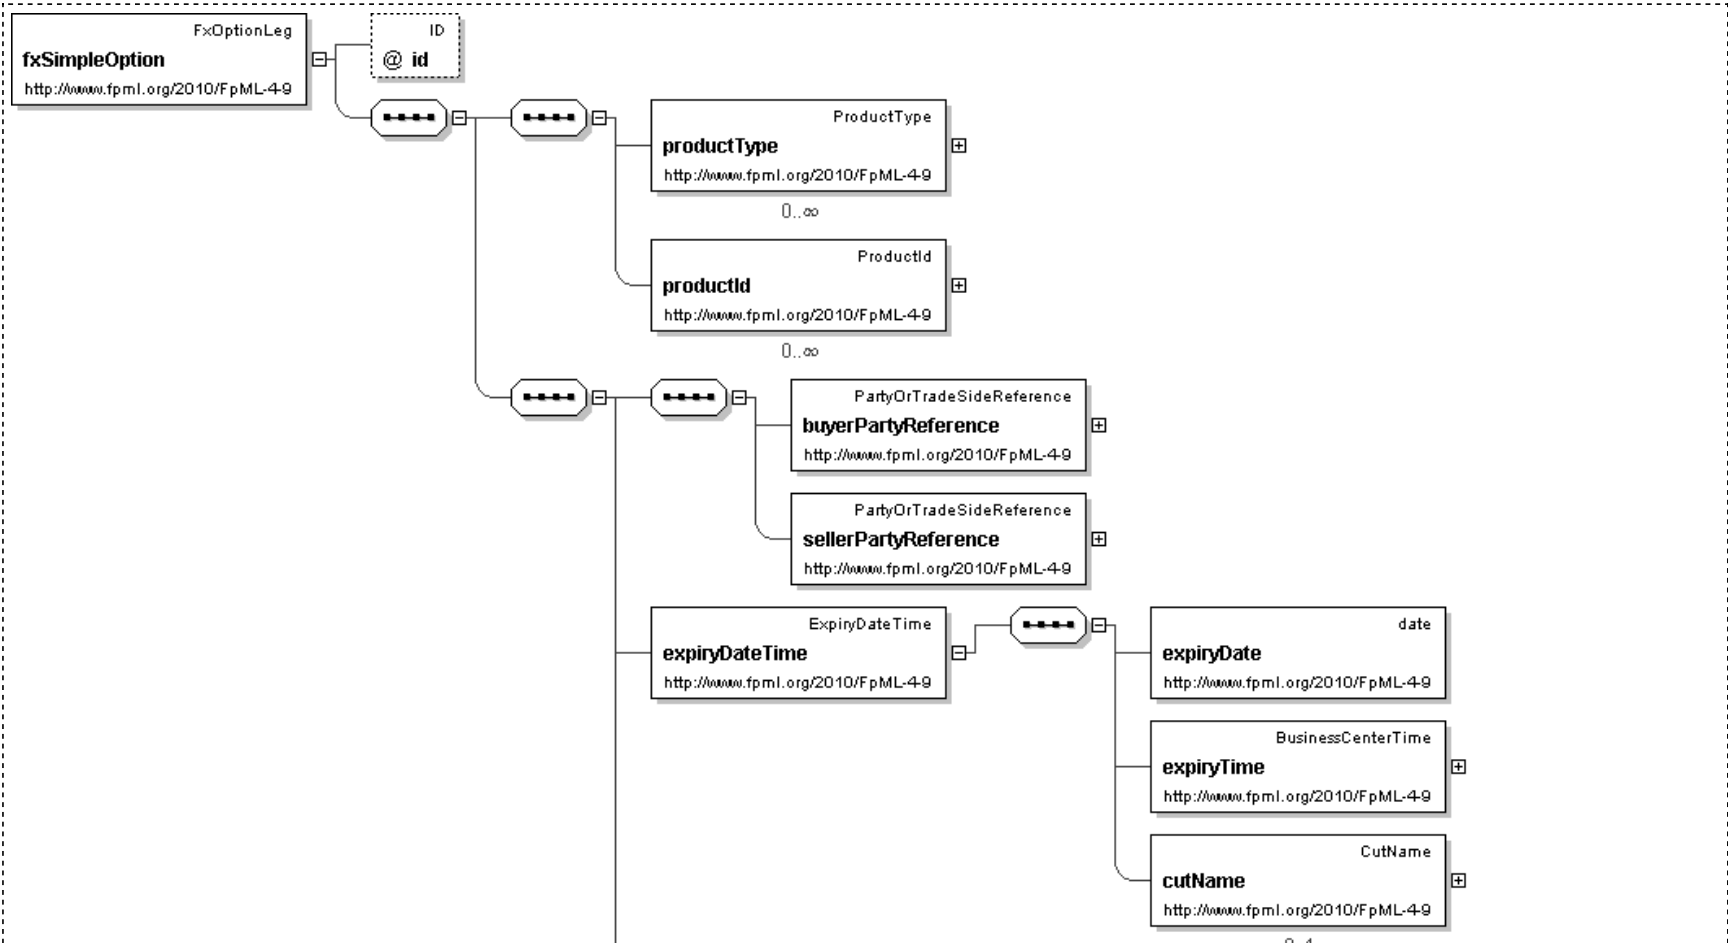 FxOptionLeg
fxSimpleOption
http://www.fpml.org/2010/FpML-4-9
ID
@ id
ProductType
productType
http://www.fpml.org/2010/FpML-4-9
0..∞
ProductId
productId
http://www.fpml.org/2010/FpML-4-9
0..∞
PartyOrTradeSideReference
buyerPartyReference
http://www.fpml.org/2010/FpML-4-9
PartyOrTradeSideReference
sellerPartyReference
http://www.fpml.org/2010/FpML-4-9
ExpiryDateTime
expiryDateTime
http://www.fpml.org/2010/FpML-4-9
date
expiryDate
http://www.fpml.org/2010/FpML-4-9
BusinessCenterTime
expiryTime
http://www.fpml.org/2010/FpML-4-9
CutName
cutName
http://www.fpml.org/2010/FpML-4-9